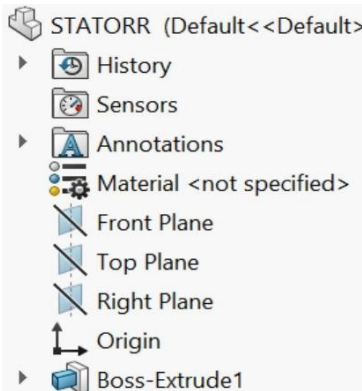 STATORR (Default<<Default>
History
Sensors
Annotations
Material <not specified>
Front Plane
Top Plane
Right Plane
Origin
Boss-Extrude1